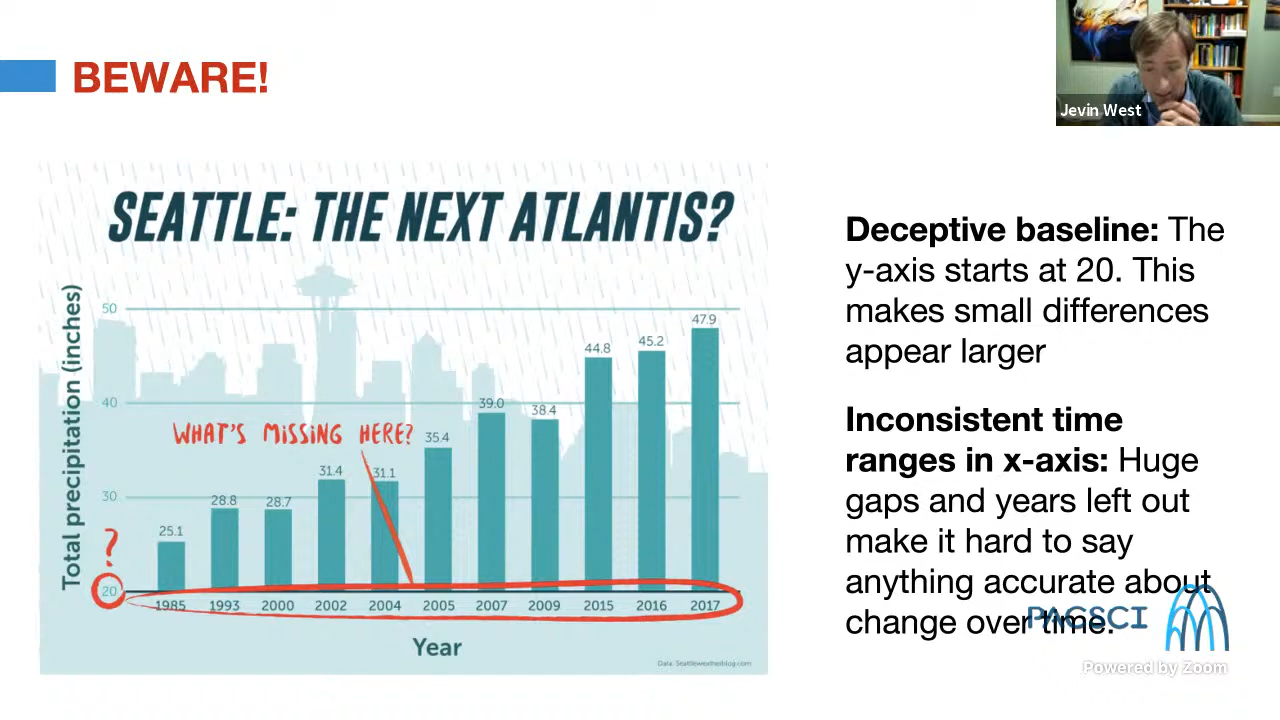 BEWARE!
Jevin West
SEATTLE: THE NEXT ATLANTIS?
Total precipitation (inches)
50
40
30
20
?
WHAT'S MISSING HERE?
25.1
28.8
28.7
31.4
31.1
35.4
39.0
38.4
44.8
45.2
47.9
1985 1993 2000 2002 2004 2005 2007 2009 2015 2016 2017
Year
Data: Seattleweatherblog.com
Deceptive baseline: The
y-axis starts at 20. This
makes small differences
appear larger
Inconsistent time
ranges in x-axis: Huge
gaps and years left out
make it hard to say
anything accurate about
change over time.
PACSCI
Powered by Zoom